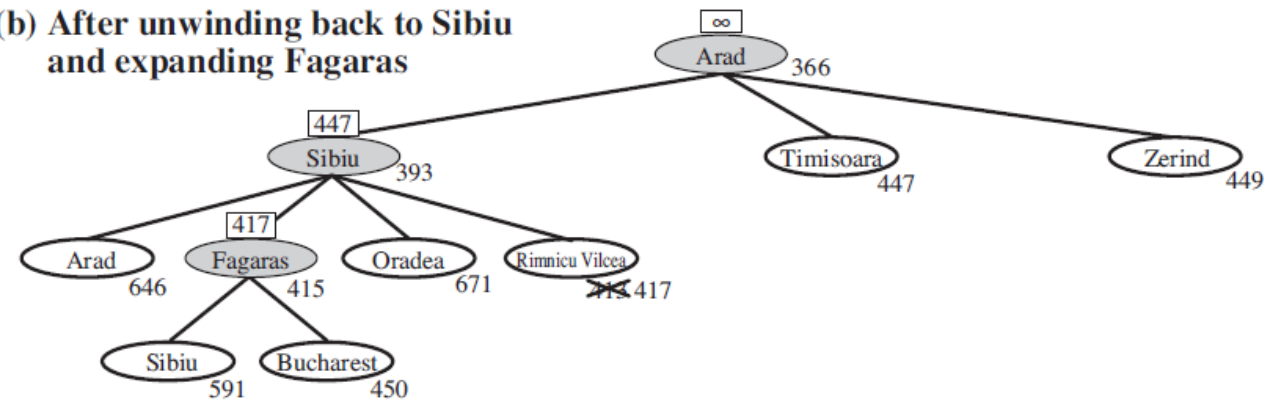 (b) After unwinding back to Sibiu
and expanding Fagaras
∞
Arad 366
447
Sibiu 393
Timisoara 447
Zerind 449
Arad 646
417
Fagaras 415
Oradea 671
Rimnicu Vilcea
413 417
Sibiu 591
Bucharest 450